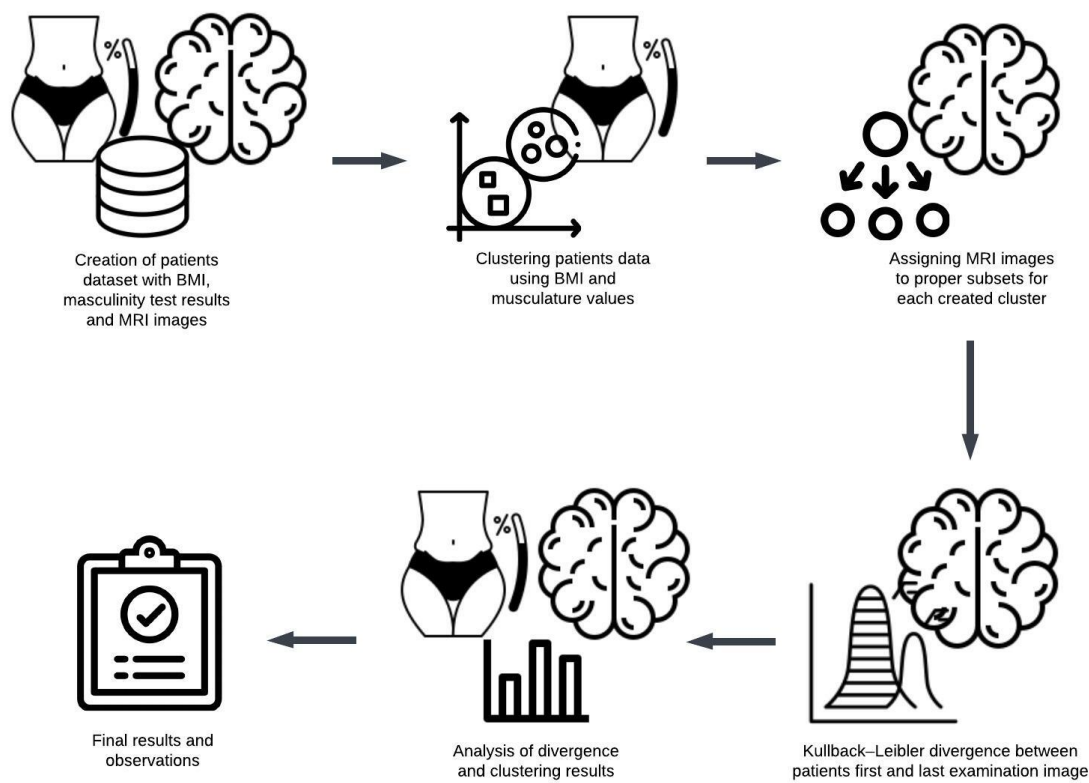 %
Creation of patients
dataset with BMI,
masculinity test results
and MRI images
%
Clustering patients data
using BMI and
musculature values
Assigning MRI images
to proper subsets for
each created cluster
Kullback–Leibler divergence between
patients first and last examination image
%
Analysis of divergence
and clustering results
Final results and
observations